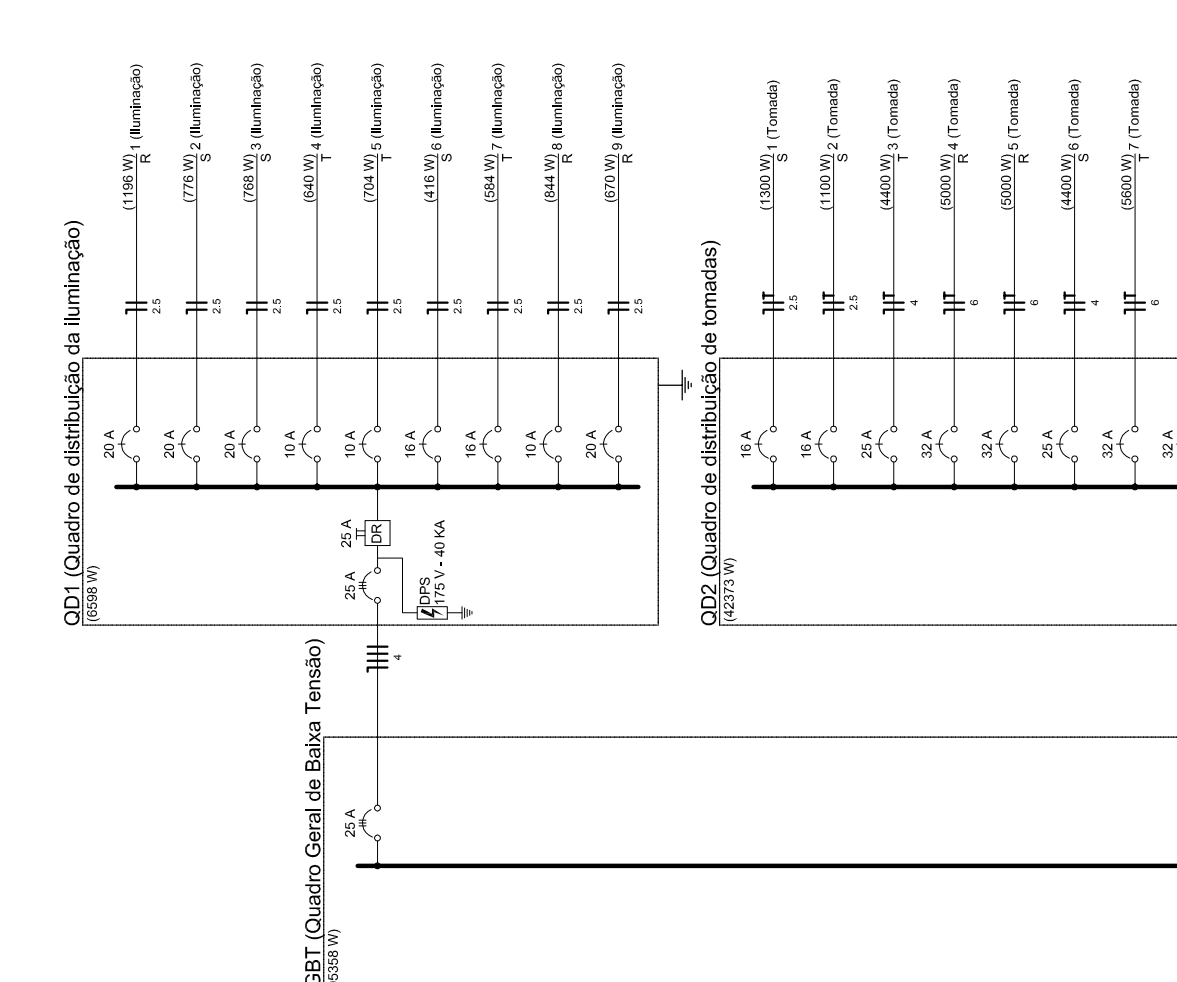 QD1 (Quadro de distribuição da iluminação)
(6598 W)
(1196 W) 1 (Iluminação)
R
2.5
20 A
(776 W) 2 (Iluminação)
S
2.5
20 A
(768 W) 3 (Iluminação)
S
2.5
20 A
(640 W) 4 (Iluminação)
T
2.5
10 A
(704 W) 5 (Iluminação)
T
2.5
10 A
(416 W) 6 (Iluminação)
S
2.5
16 A
(584 W) 7 (Iluminação)
T
2.5
16 A
(844 W) 8 (Iluminação)
R
2.5
10 A
(670 W) 9 (Iluminação)
R
2.5
20 A
25 A
DR
25 A
DPS
175 V - 40 KA
4
QD2 (Quadro de distribuição de tomadas)
(42373 W)
(1300 W) 1 (Tomada)
S
2.5
16 A
(1100 W) 2 (Tomada)
S
2.5
16 A
(4400 W) 3 (Tomada)
T
4
25 A
(5000 W) 4 (Tomada)
R
6
32 A
(5000 W) 5 (Tomada)
R
6
32 A
(4400 W) 6 (Tomada)
S
4
25 A
(5600 W) 7 (Tomada)
T
6
32 A
32 A
GBT (Quadro Geral de Baixa Tensão)
5358 W)
25 A